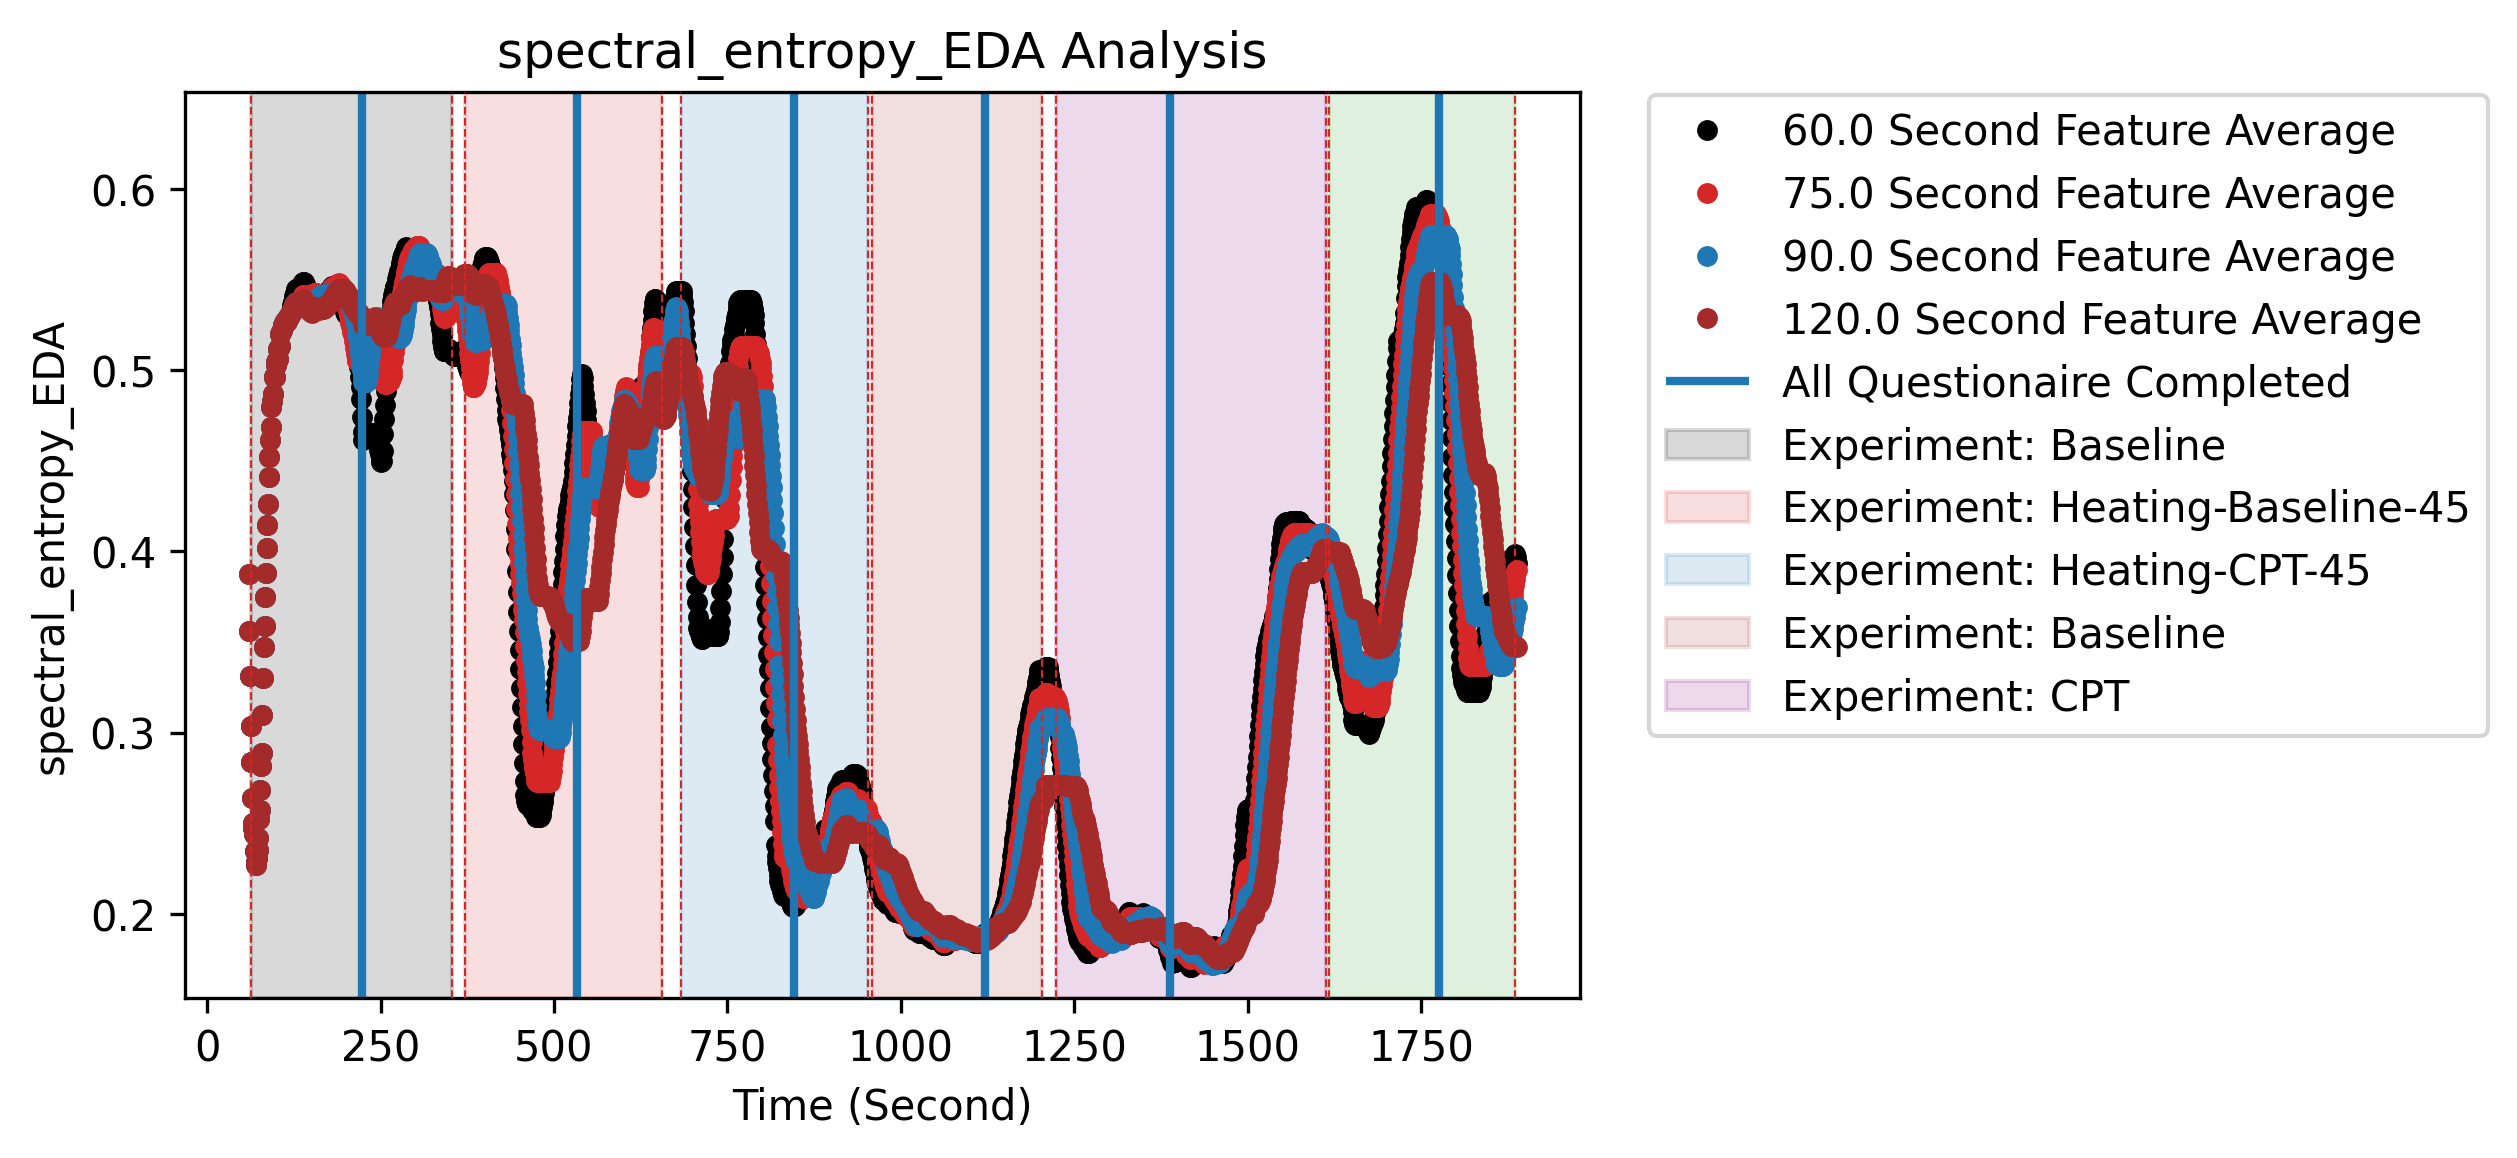 spectral_entropy_EDA Analysis
spectral_entropy_EDA
0.6
0.5
0.4
0.3
0.2
0 250 500 750 1000 1250 1500 1750
Time (Second)
60.0 Second Feature Average
75.0 Second Feature Average
90.0 Second Feature Average
120.0 Second Feature Average
All Questionaire Completed
Experiment: Baseline
Experiment: Heating-Baseline-45
Experiment: Heating-CPT-45
Experiment: Baseline
Experiment: CPT